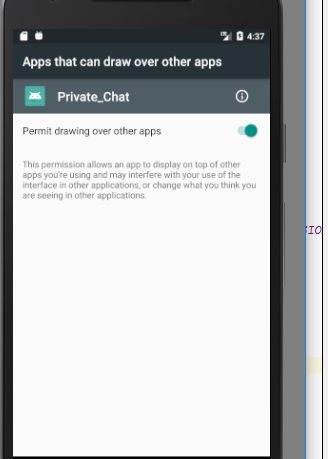 4:37
Apps that can draw over other apps
Private_Chat
Permit drawing over other apps
This permission allows an app to display on top of other
apps you're using and may interfere with your use of the
interface in other applications, or change what you think you
are seeing in other applications.